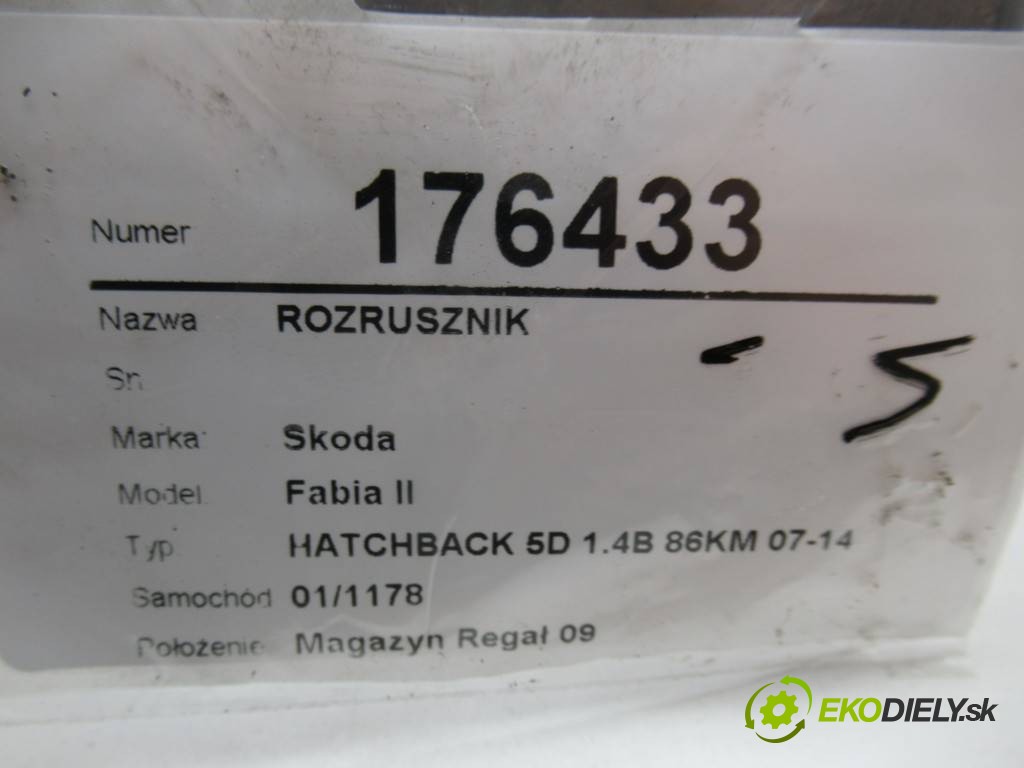 Numer 176433
Nazwa ROZRUSZNIK
Sn
Marka Skoda
Model Fabia II
Typ HATCHBACK 5D 1.4B 86KM 07-14
Samochód 01/1178
Położenie Magazyn Regał 09
EKODIELY.sk